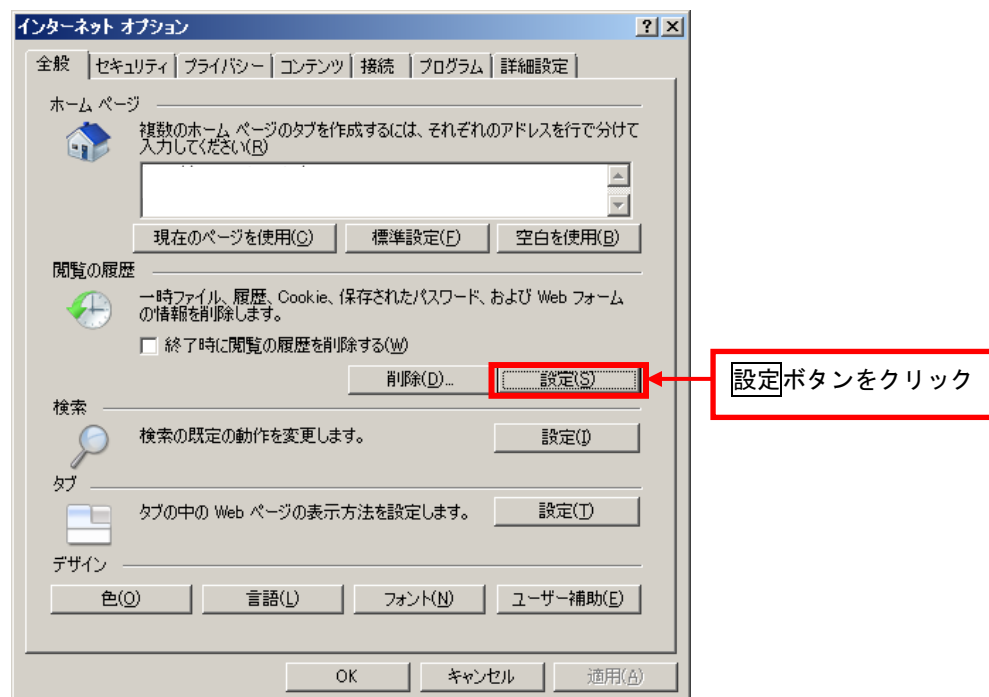 インターネット オプション
全般 セキュリティ プライバシー コンテンツ 接続 プログラム 詳細設定
ホーム ページ
複数のホーム ページのタブを作成するには、それぞれのアドレスを行で分けて
入力してください(R)
現在のページを使用(C) 標準設定(F) 空白を使用(B)
閲覧の履歴
一時ファイル、履歴、Cookie、保存されたパスワード、および Web フォーム
の情報を削除します。
終了時に閲覧の履歴を削除する(W)
削除(D)... 設定(S)
設定ボタンをクリック
検索
検索の既定の動作を変更します。
設定(I)
タブ
タブの中の Web ページの表示方法を設定します。
設定(T)
デザイン
色(O) 言語(L) フォント(N) ユーザー補助(E)
OK キャンセル 適用(A)